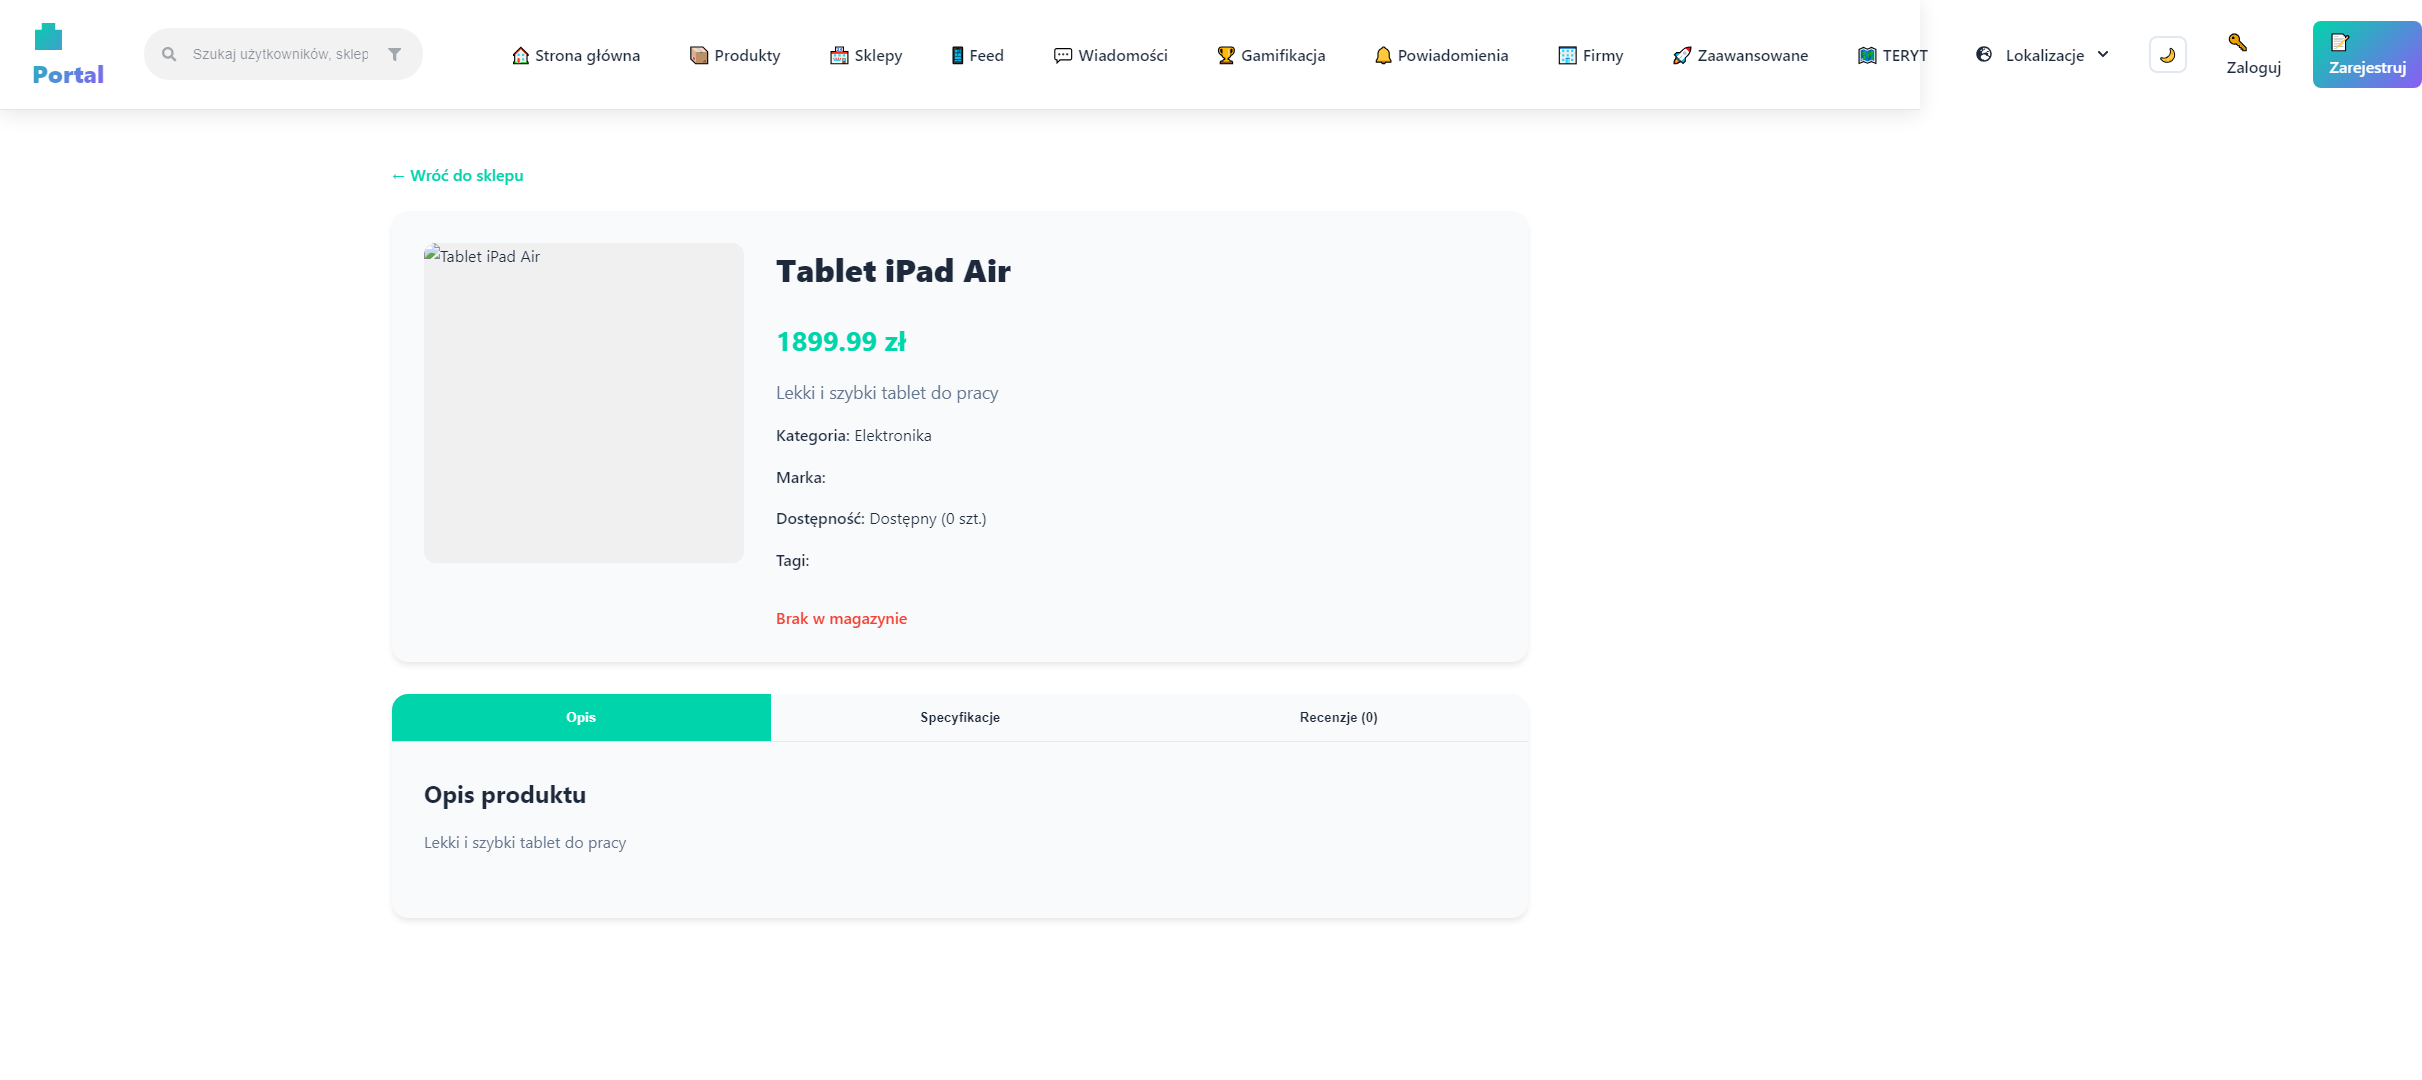 Portal
Szukaj użytkowników, sklep
Strona główna
Produkty
Sklepy
Feed
Wiadomości
Gamifikacja
Powiadomienia
Firmy
Zaawansowane
TERYT
Lokalizacje
Zaloguj
Zarejestruj
← Wróć do sklepu
Tablet iPad Air
Tablet iPad Air
1899.99 zł
Lekki i szybki tablet do pracy
Kategoria: Elektronika
Marka:
Dostępność: Dostępny (0 szt.)
Tagi:
Brak w magazynie
Opis
Specyfikacje
Recenzje (0)
Opis produktu
Lekki i szybki tablet do pracy